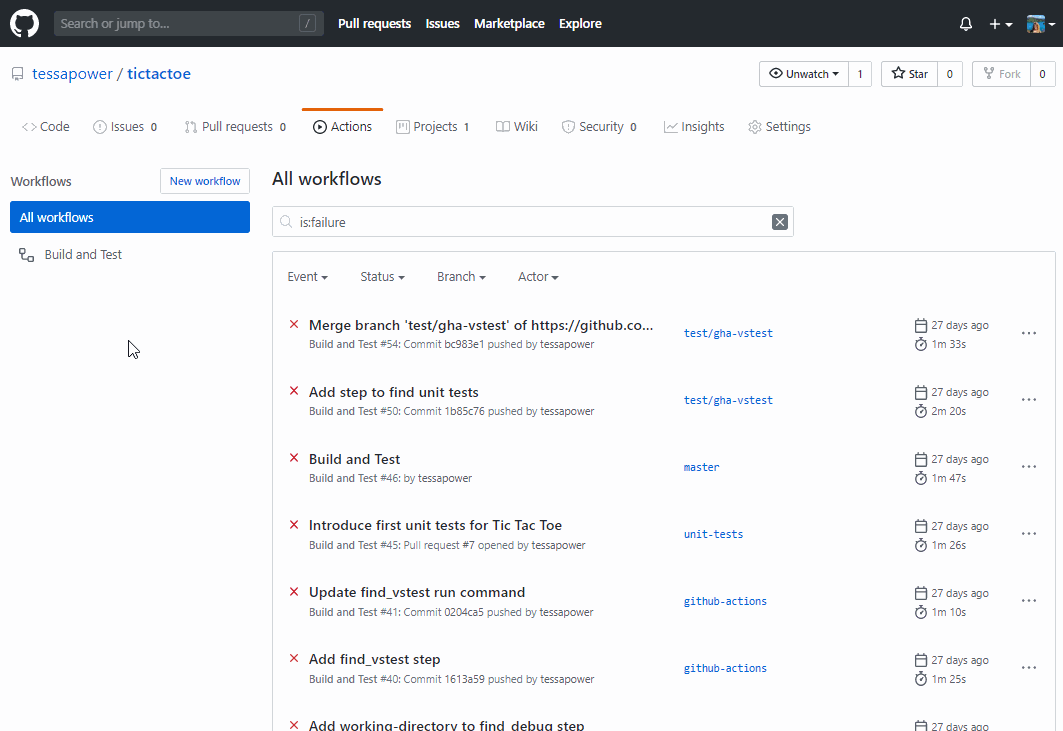 Search or jump to... /
Pull requests Issues Marketplace Explore
tessapower / tictactoe
Unwatch 1 Star 0 Fork 0
Code Issues 0 Pull requests 0 Actions Projects 1 Wiki Security 0 Insights Settings
Workflows
New workflow
All workflows
Build and Test
All workflows
is:failure
Event Status Branch Actor
Merge branch 'test/gha-vstest' of https://github.co...
Build and Test #54: Commit bc983e1 pushed by tessapower
test/gha-vstest
27 days ago
1m 33s
Add step to find unit tests
Build and Test #50: Commit 1b85c76 pushed by tessapower
test/gha-vstest
27 days ago
2m 20s
Build and Test
Build and Test #46: by tessapower
master
27 days ago
1m 47s
Introduce first unit tests for Tic Tac Toe
Build and Test #45: Pull request #7 opened by tessapower
unit-tests
27 days ago
1m 26s
Update find_vstest run command
Build and Test #41: Commit 0204ca5 pushed by tessapower
github-actions
27 days ago
1m 10s
Add find_vstest step
Build and Test #40: Commit 1613a59 pushed by tessapower
github-actions
27 days ago
1m 25s
Add working-directory to find_debug step
27 days ago